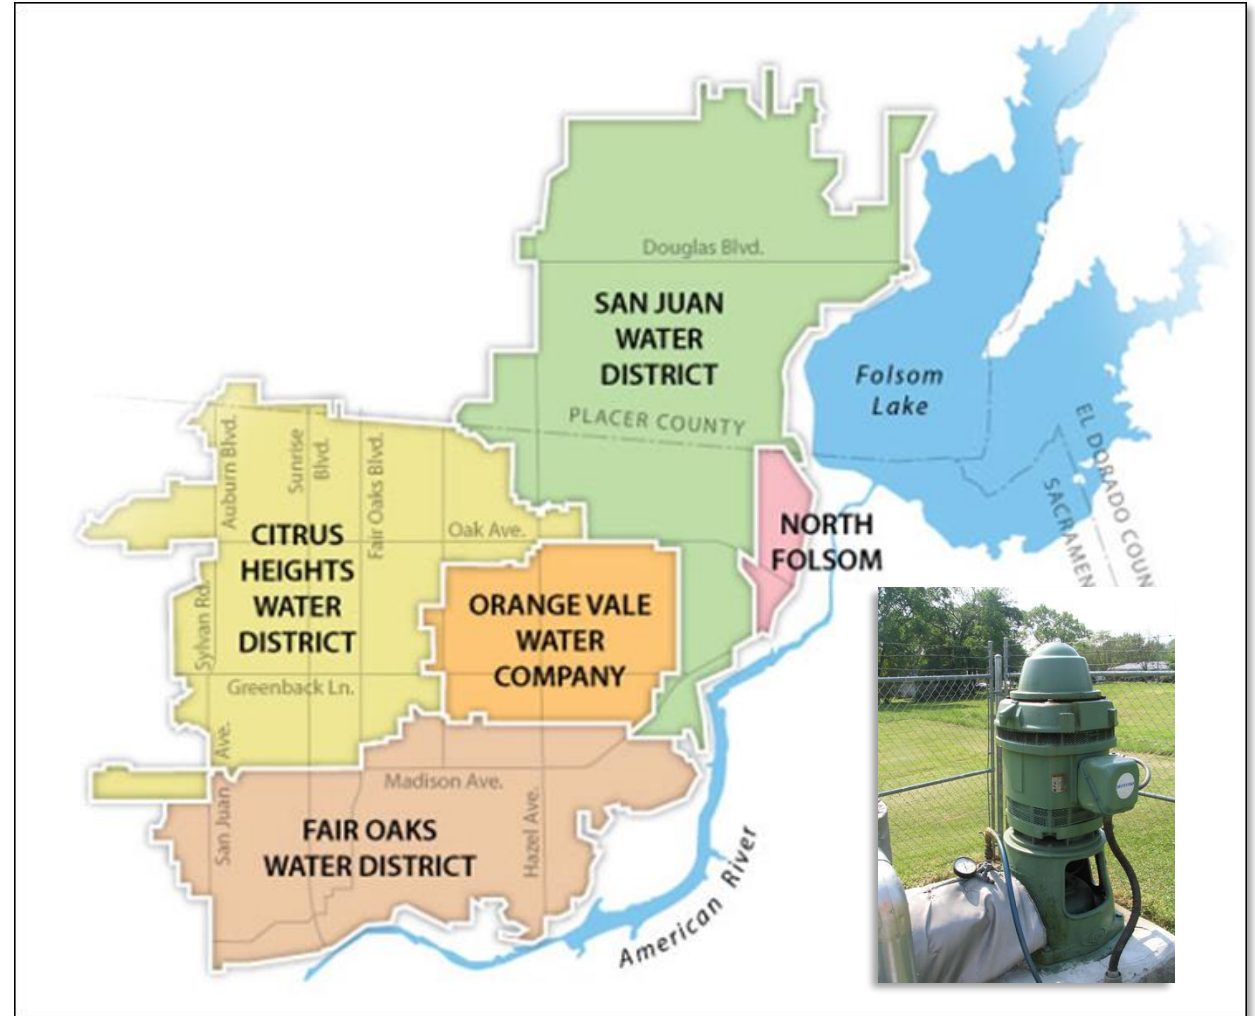 Douglas Blvd.
SAN JUAN
WATER
DISTRICT
Folsom
Lake
PLACER COUNTY
EL DORADO COUN
SACRAMEN
Auburn Blvd.
Sunrise
Blvd.
Fair Oaks Blvd.
Oak Ave.
CITRUS
HEIGHTS
WATER
DISTRICT
NORTH
FOLSOM
Sylvan Rd
ORANGE VALE
WATER
COMPANY
Greenback Ln.
San Juan Ave.
Madison Ave.
Hazel Ave.
FAIR OAKS
WATER DISTRICT
American River